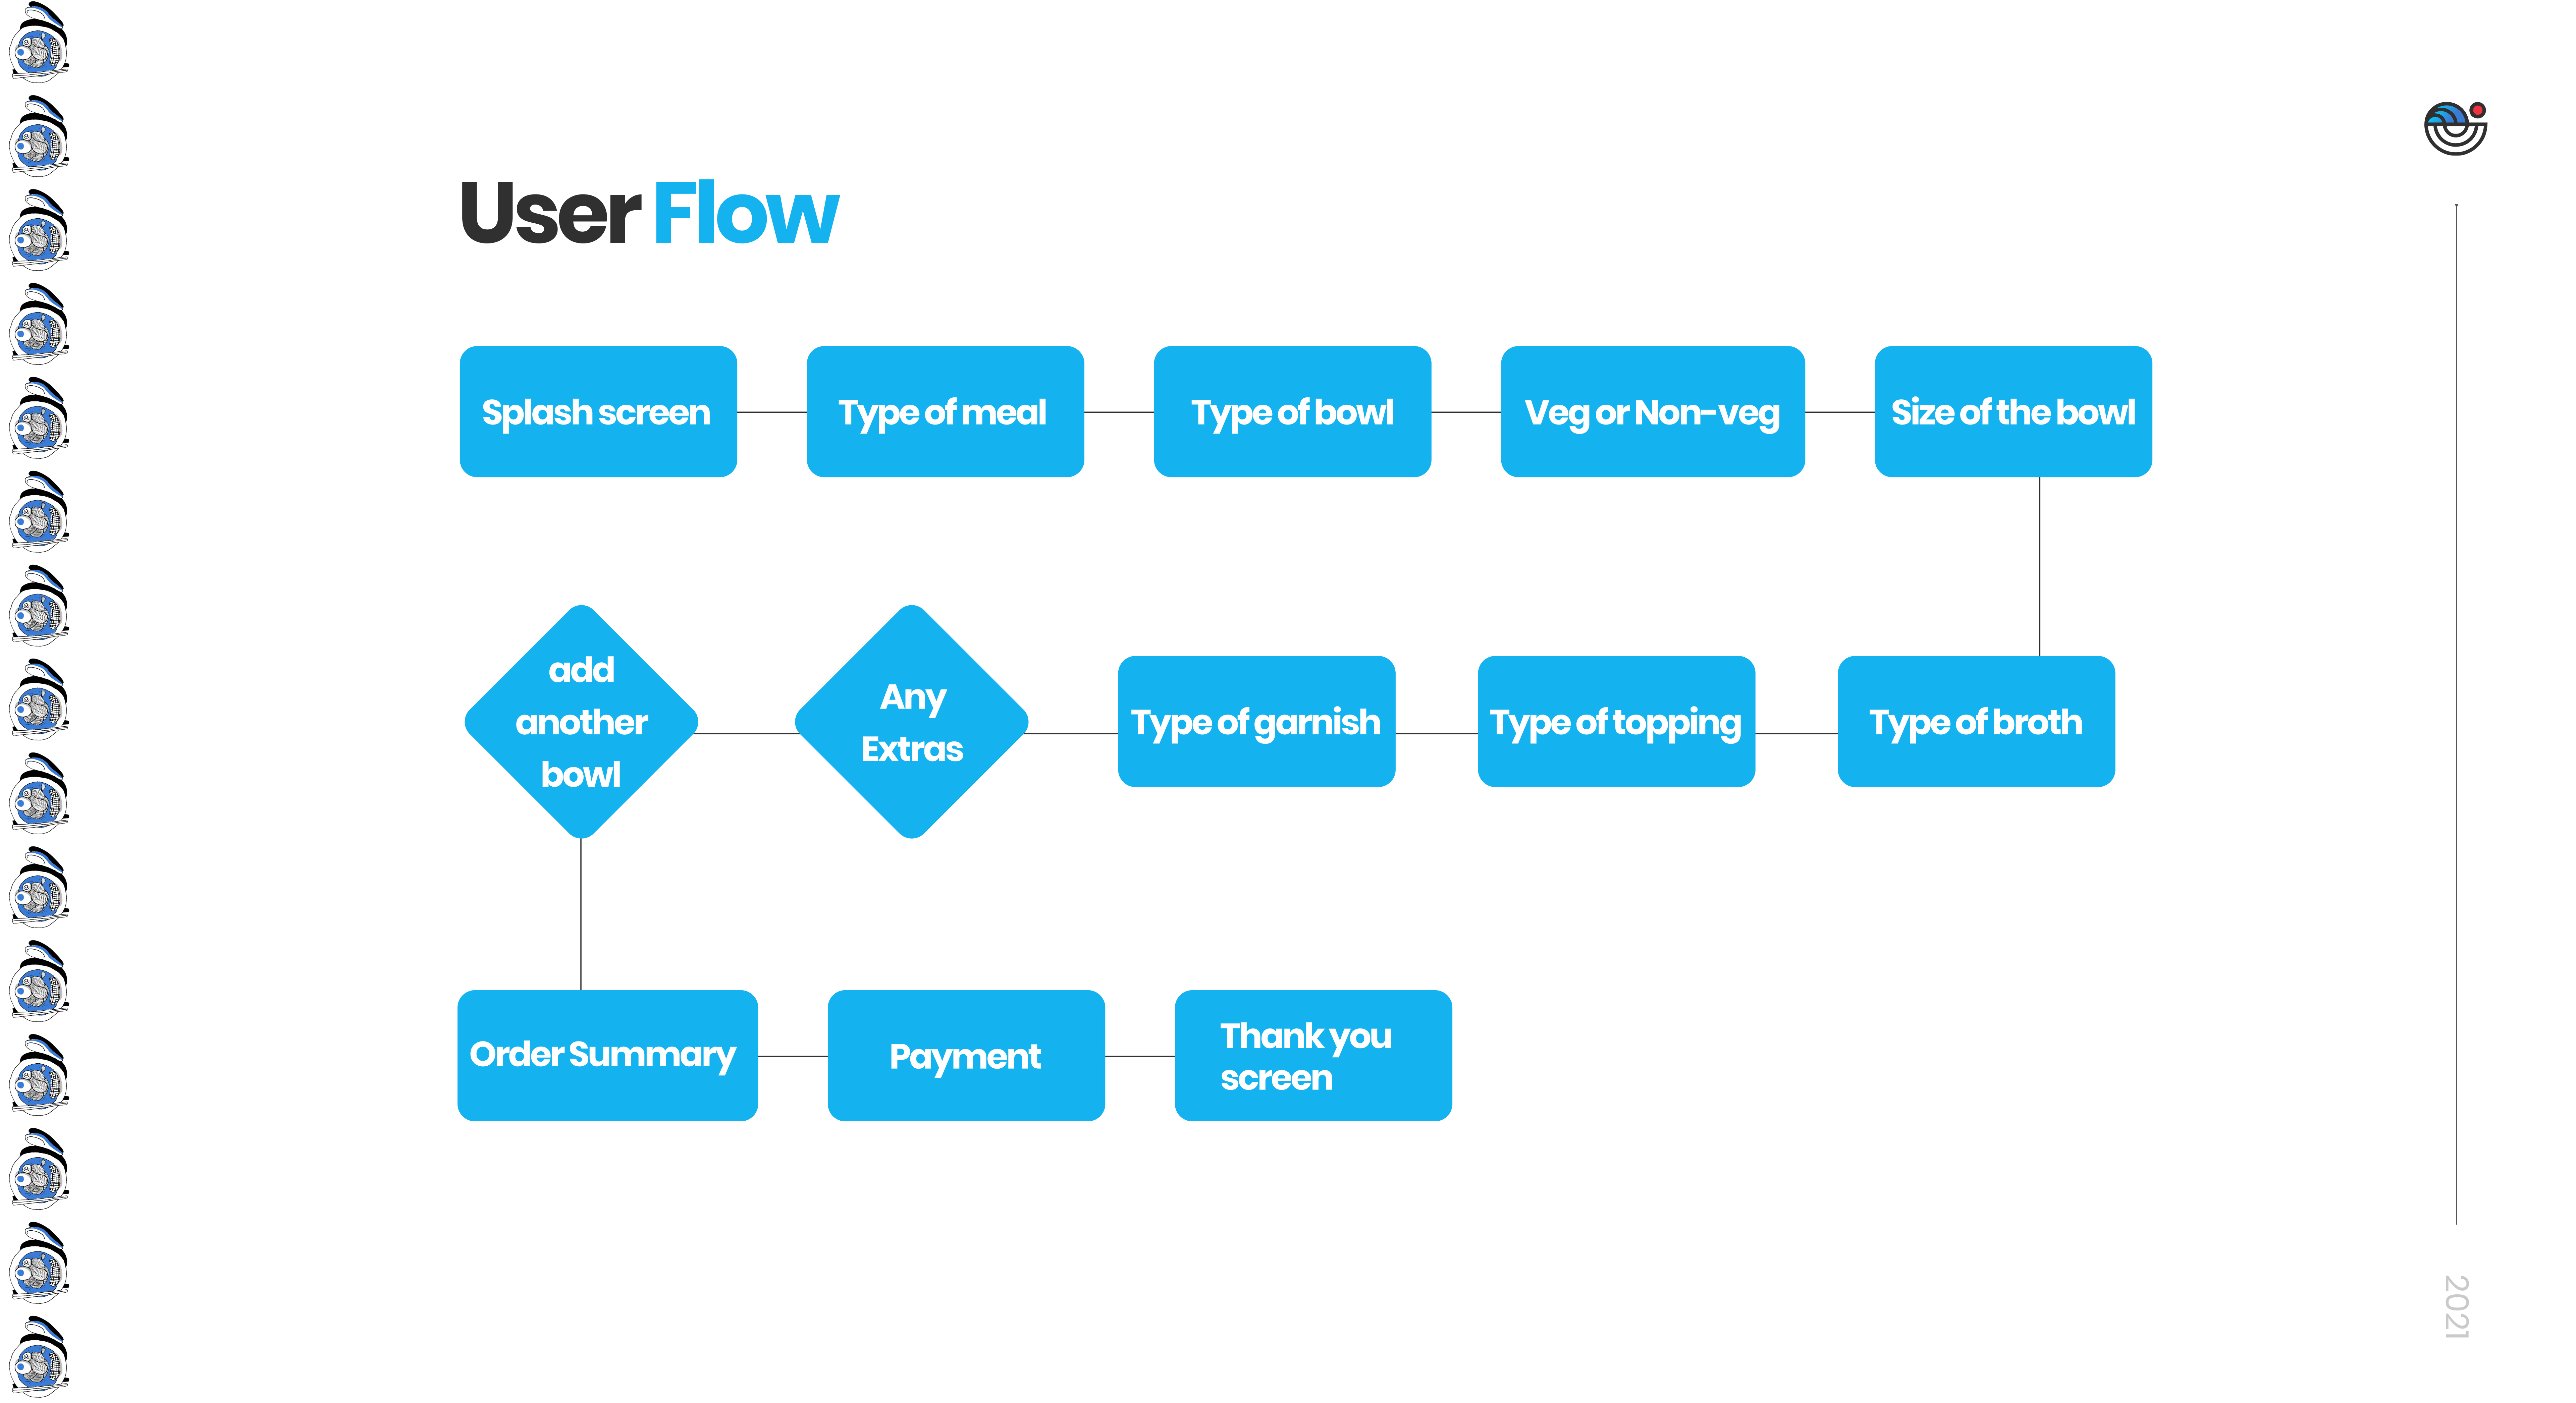 User Flow
Splash screen
Type of meal
Type of bowl
Veg or Non-veg
Size of the bowl
add
another
bowl
Any
Extras
Type of garnish
Type of topping
Type of broth
Order Summary
Payment
Thank you
screen
2021